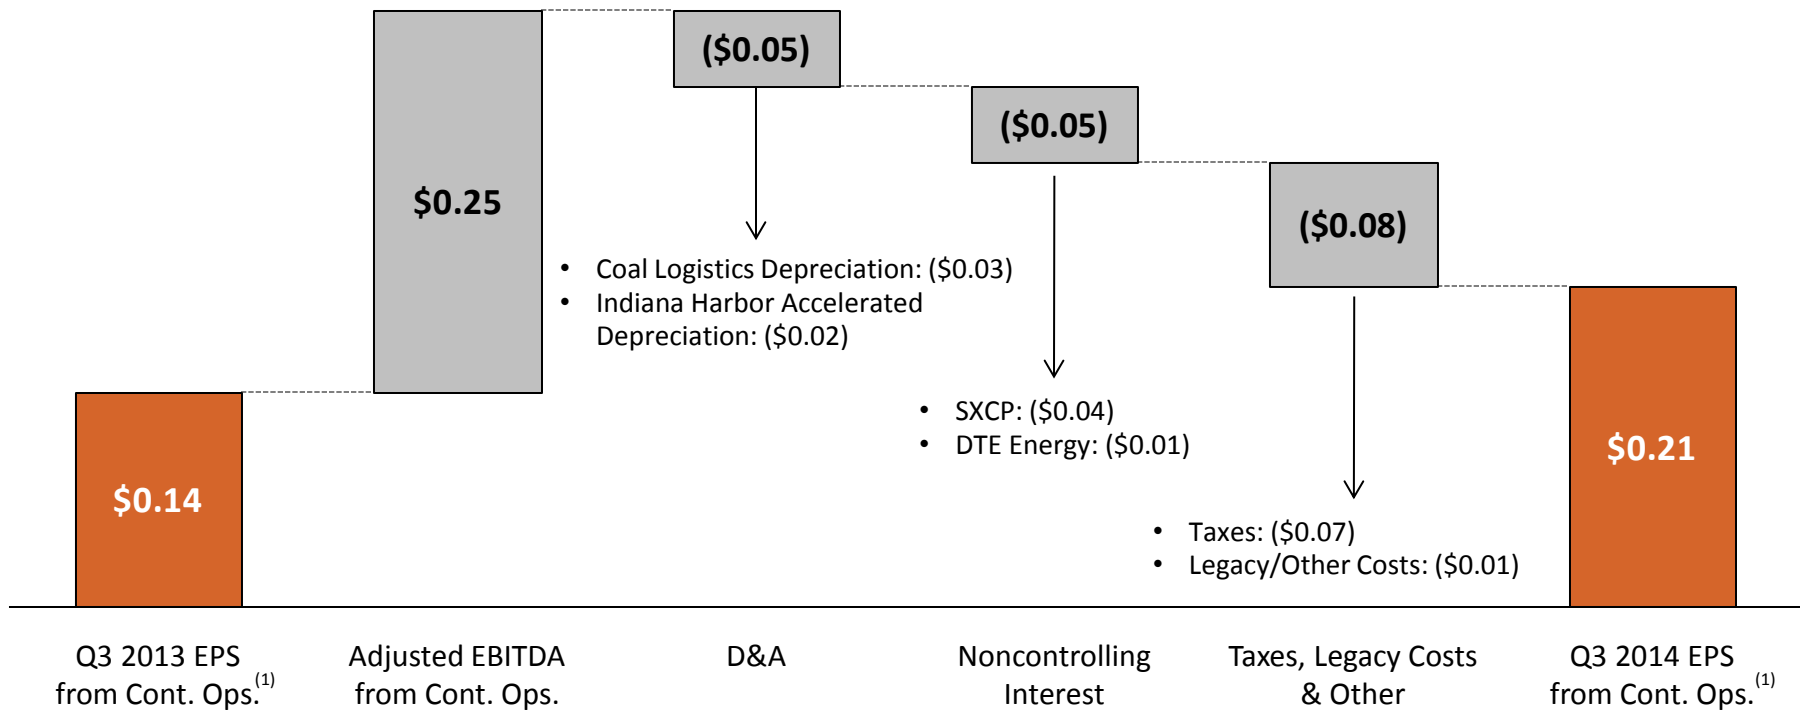 ($0.05)
($0.05)
$0.25
($0.08)
• Coal Logistics Depreciation: ($0.03)
• Indiana Harbor Accelerated
Depreciation: ($0.02)
• SXCP: ($0.04)
• DTE Energy: ($0.01)
$0.21
$0.14
• Taxes: ($0.07)
• Legacy/Other Costs: ($0.01)
Q3 2013 EPS
from Cont. Ops.(1)
Adjusted EBITDA
from Cont. Ops.
D&A
Noncontrolling
Interest
Taxes, Legacy Costs
& Other
Q3 2014 EPS
from Cont. Ops.(1)